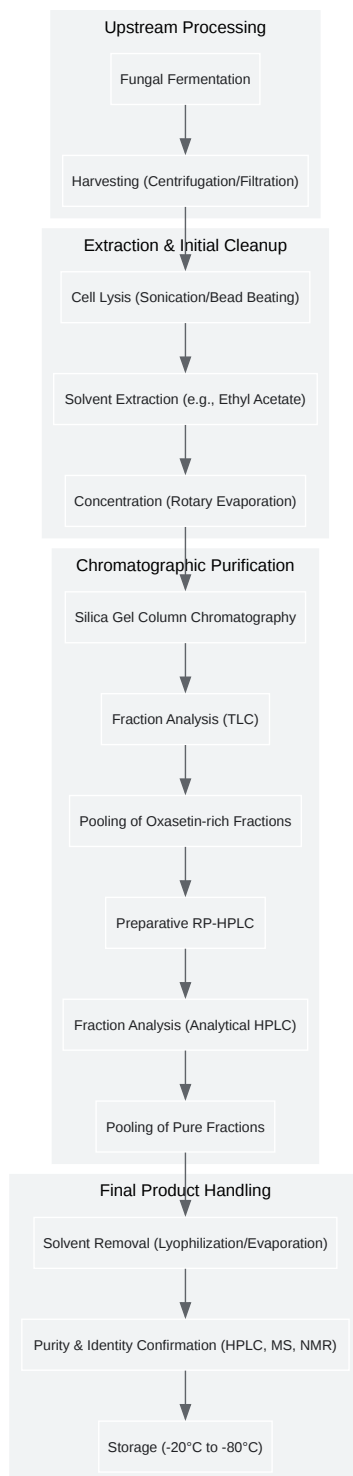 Upstream Processing
Fungal Fermentation
Harvesting (Centrifugation/Filtration)
Extraction & Initial Cleanup
Cell Lysis (Sonication/Bead Beating)
Solvent Extraction (e.g., Ethyl Acetate)
Concentration (Rotary Evaporation)
Chromatographic Purification
Silica Gel Column Chromatography
Fraction Analysis (TLC)
Pooling of Oxasetin-rich Fractions
Preparative RP-HPLC
Fraction Analysis (Analytical HPLC)
Pooling of Pure Fractions
Final Product Handling
Solvent Removal (Lyophilization/Evaporation)
Purity & Identity Confirmation (HPLC, MS, NMR)
Storage (-20°C to -80°C)